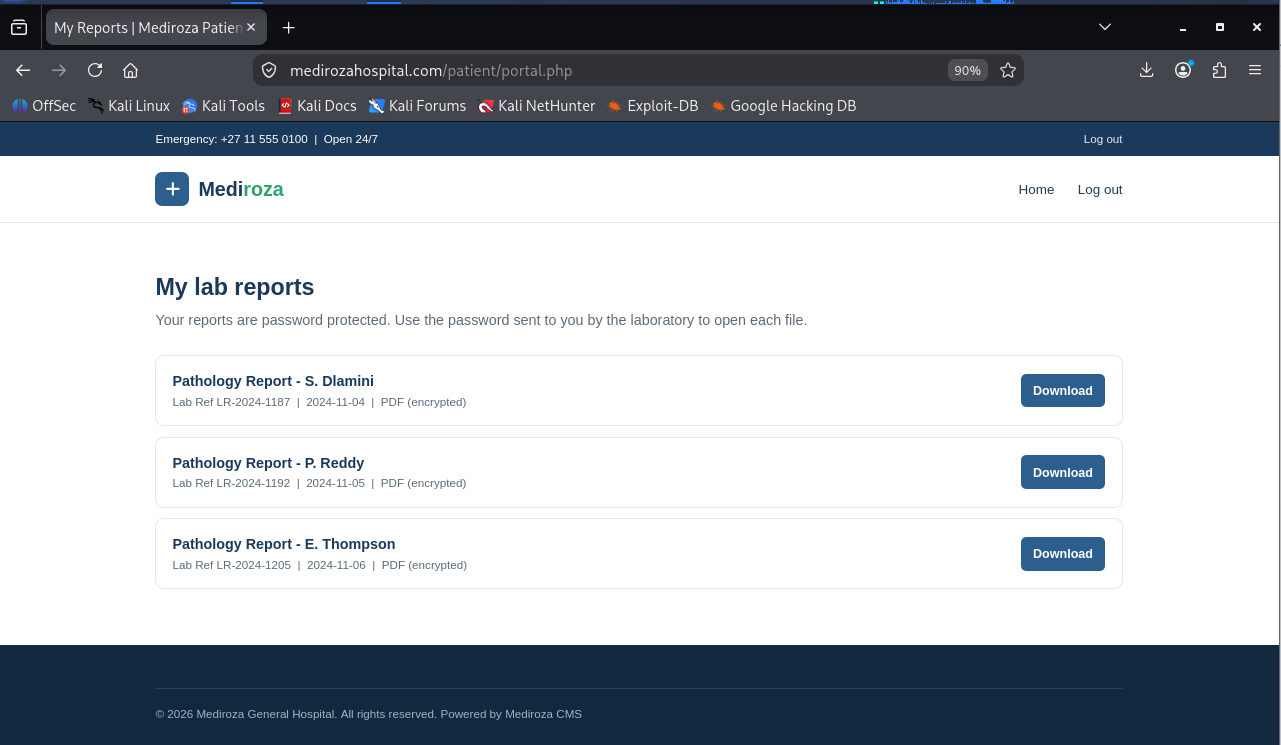 My Reports | Mediroza Patien
medirozahospital.com/patient/portal.php
90%
OffSec
Kali Linux
Kali Tools
Kali Docs
Kali Forums
Kali NetHunter
Exploit-DB
Google Hacking DB
Emergency: +27 11 555 0100 | Open 24/7
Log out
Mediroza
Home
Log out
My lab reports
Your reports are password protected. Use the password sent to you by the laboratory to open each file.
Pathology Report - S. Dlamini
Lab Ref LR-2024-1187 | 2024-11-04 | PDF (encrypted)
Download
Pathology Report - P. Reddy
Lab Ref LR-2024-1192 | 2024-11-05 | PDF (encrypted)
Download
Pathology Report - E. Thompson
Lab Ref LR-2024-1205 | 2024-11-06 | PDF (encrypted)
Download
© 2026 Mediroza General Hospital. All rights reserved. Powered by Mediroza CMS